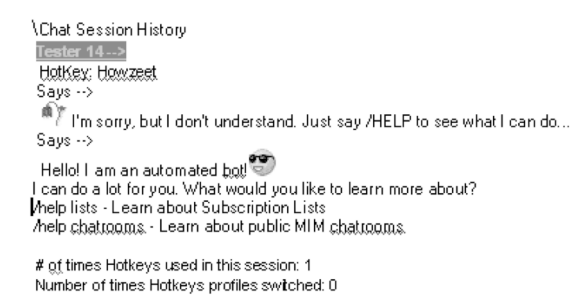 \Chat Session History
Tester 14 -->
HotKey: Howzeet
Says -->
I'm sorry, but I don't understand. Just say /HELP to see what I can do...
Says -->
Hello! I am an automated bot!
I can do a lot for you. What would you like to learn more about?
/help lists - Learn about Subscription Lists
/help chatrooms - Learn about public MIM chatrooms
# of times Hotkeys used in this session: 1
Number of times Hotkeys profiles switched: 0